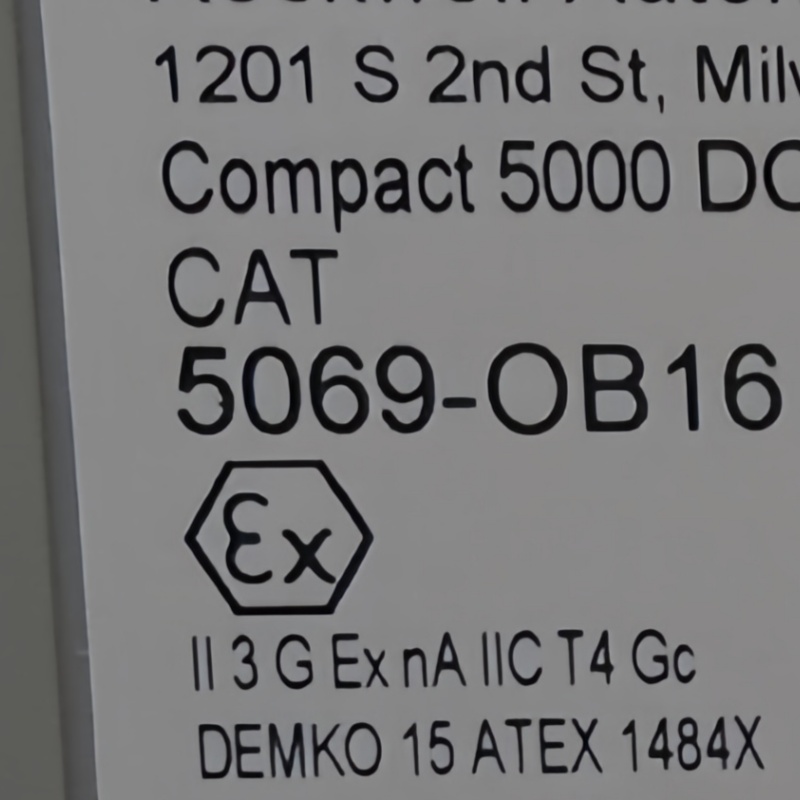 1201 S 2nd St, Mil
Compact 5000 DC
CAT
5069-OB16
Ex
II 3 G Ex nA IIC T4 Gc
DEMKO 15 ATEX 1484X